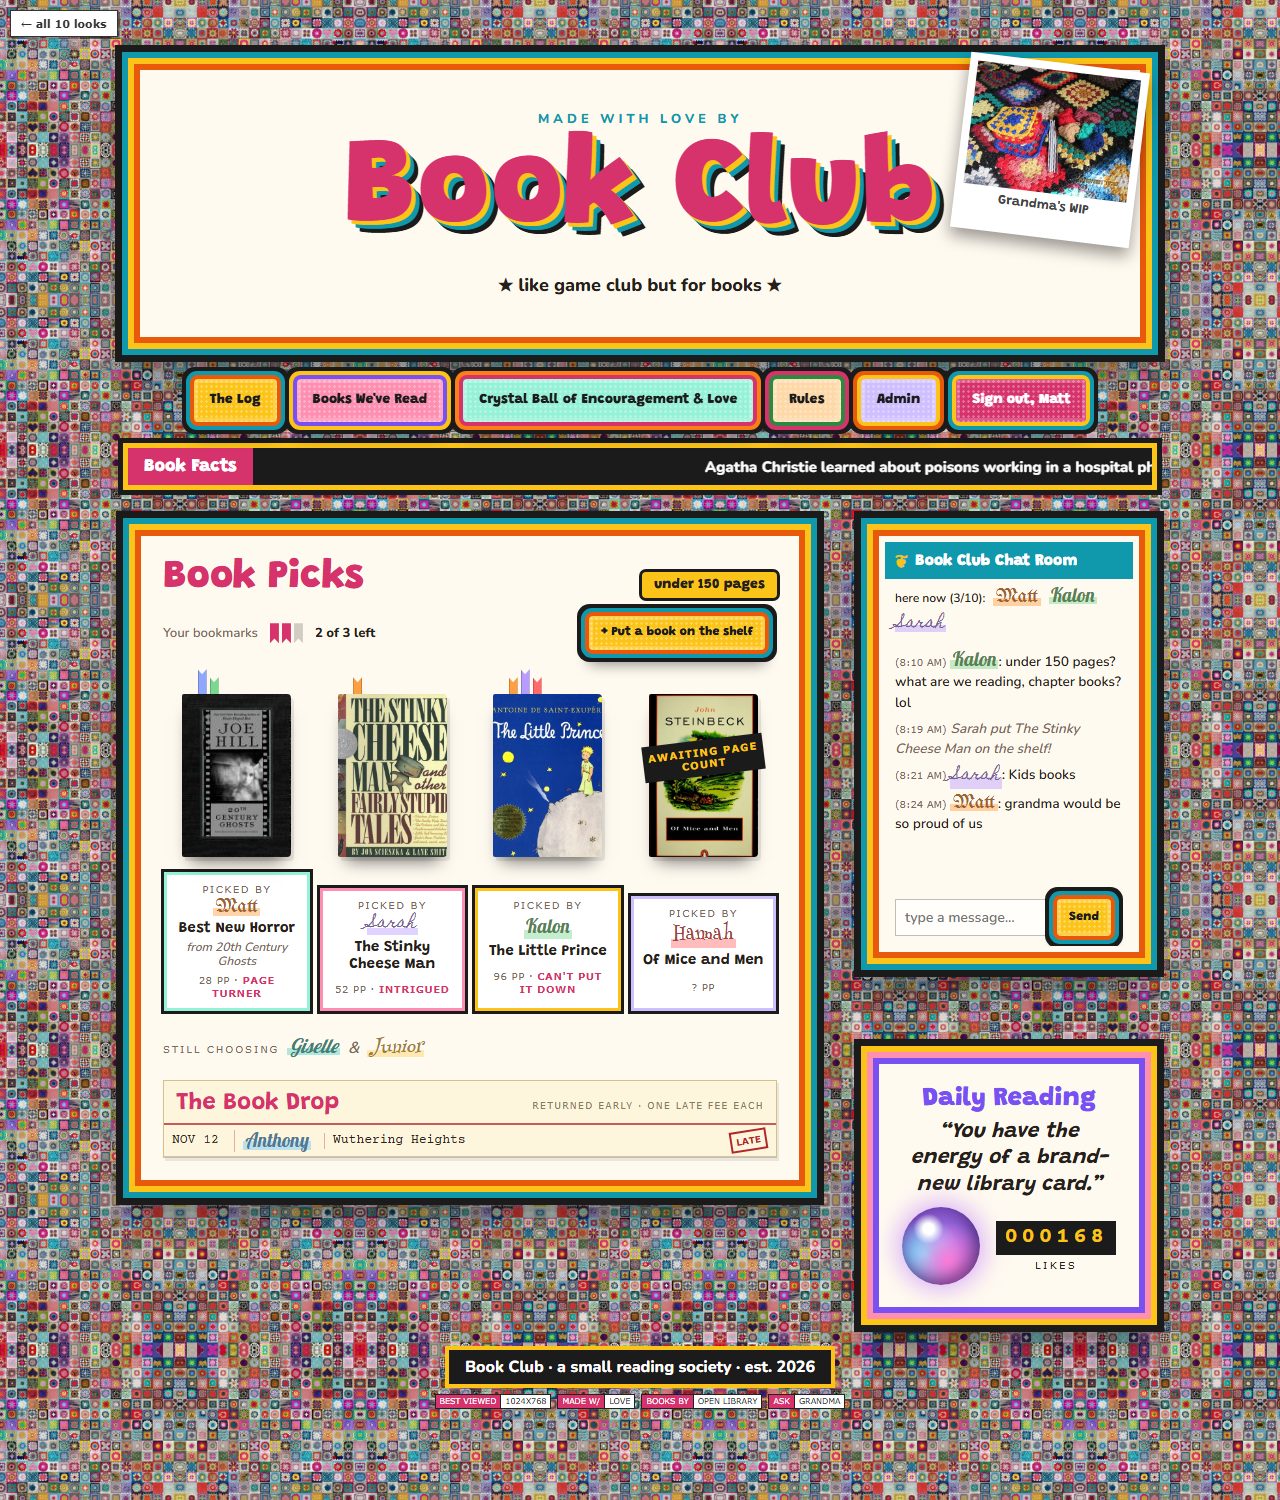 ← all 10 looks
MADE WITH LOVE BY
Book Club
★ like game club but for books ★
Grandma's WIP
The Log
Books We've Read
Crystal Ball of Encouragement & Love
Rules
Admin
Sign out, Matt
Book Facts
Agatha Christie learned about poisons working in a hospital ph
Book Picks
under 150 pages
Your bookmarks 2 of 3 left
+ Put a book on the shelf
JOE HILL
20TH CENTURY GHOSTS
THE STINKY CHEESE MAN and other FAIRLY STUPID TALES
BY JON SCIESZKA & LANE SMIT
ANTOINE DE SAINT-EXUPÉR
The Little Prince
John STEINBECK
AWAITING PAGE COUNT
Of Mice and Men
PICKED BY
Matt
Best New Horror
from 20th Century Ghosts
28 PP · PAGE TURNER
PICKED BY
Sarah
The Stinky Cheese Man
52 PP · INTRIGUED
PICKED BY
Kalon
The Little Prince
96 PP · CAN'T PUT IT DOWN
PICKED BY
Hannah
Of Mice and Men
? PP
STILL CHOOSING Giselle & Junior
The Book Drop
RETURNED EARLY · ONE LATE FEE EACH
NOV 12 Anthony Wuthering Heights LATE
Book Club Chat Room
here now (3/10): Matt Kalon
Sarah
(8:10 AM) Kalon: under 150 pages?
what are we reading, chapter books?
lol
(8:19 AM) Sarah put The Stinky
Cheese Man on the shelf!
(8:21 AM) Sarah: Kids books
(8:24 AM) Matt: grandma would be
so proud of us
type a message...
Send
Daily Reading
“You have the
energy of a brand-
new library card.”
000168
LIKES
Book Club · a small reading society · est. 2026
BEST VIEWED 1024X768 MADE W/ LOVE BOOKS BY OPEN LIBRARY ASK GRANDMA